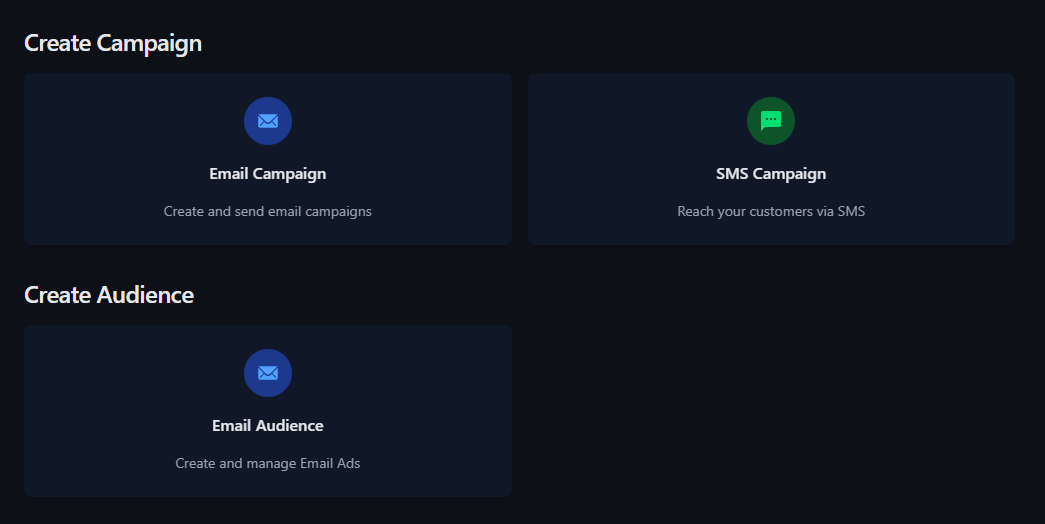 Create Campaign
Email Campaign
Create and send email campaigns
SMS Campaign
Reach your customers via SMS
Create Audience
Email Audience
Create and manage Email Ads